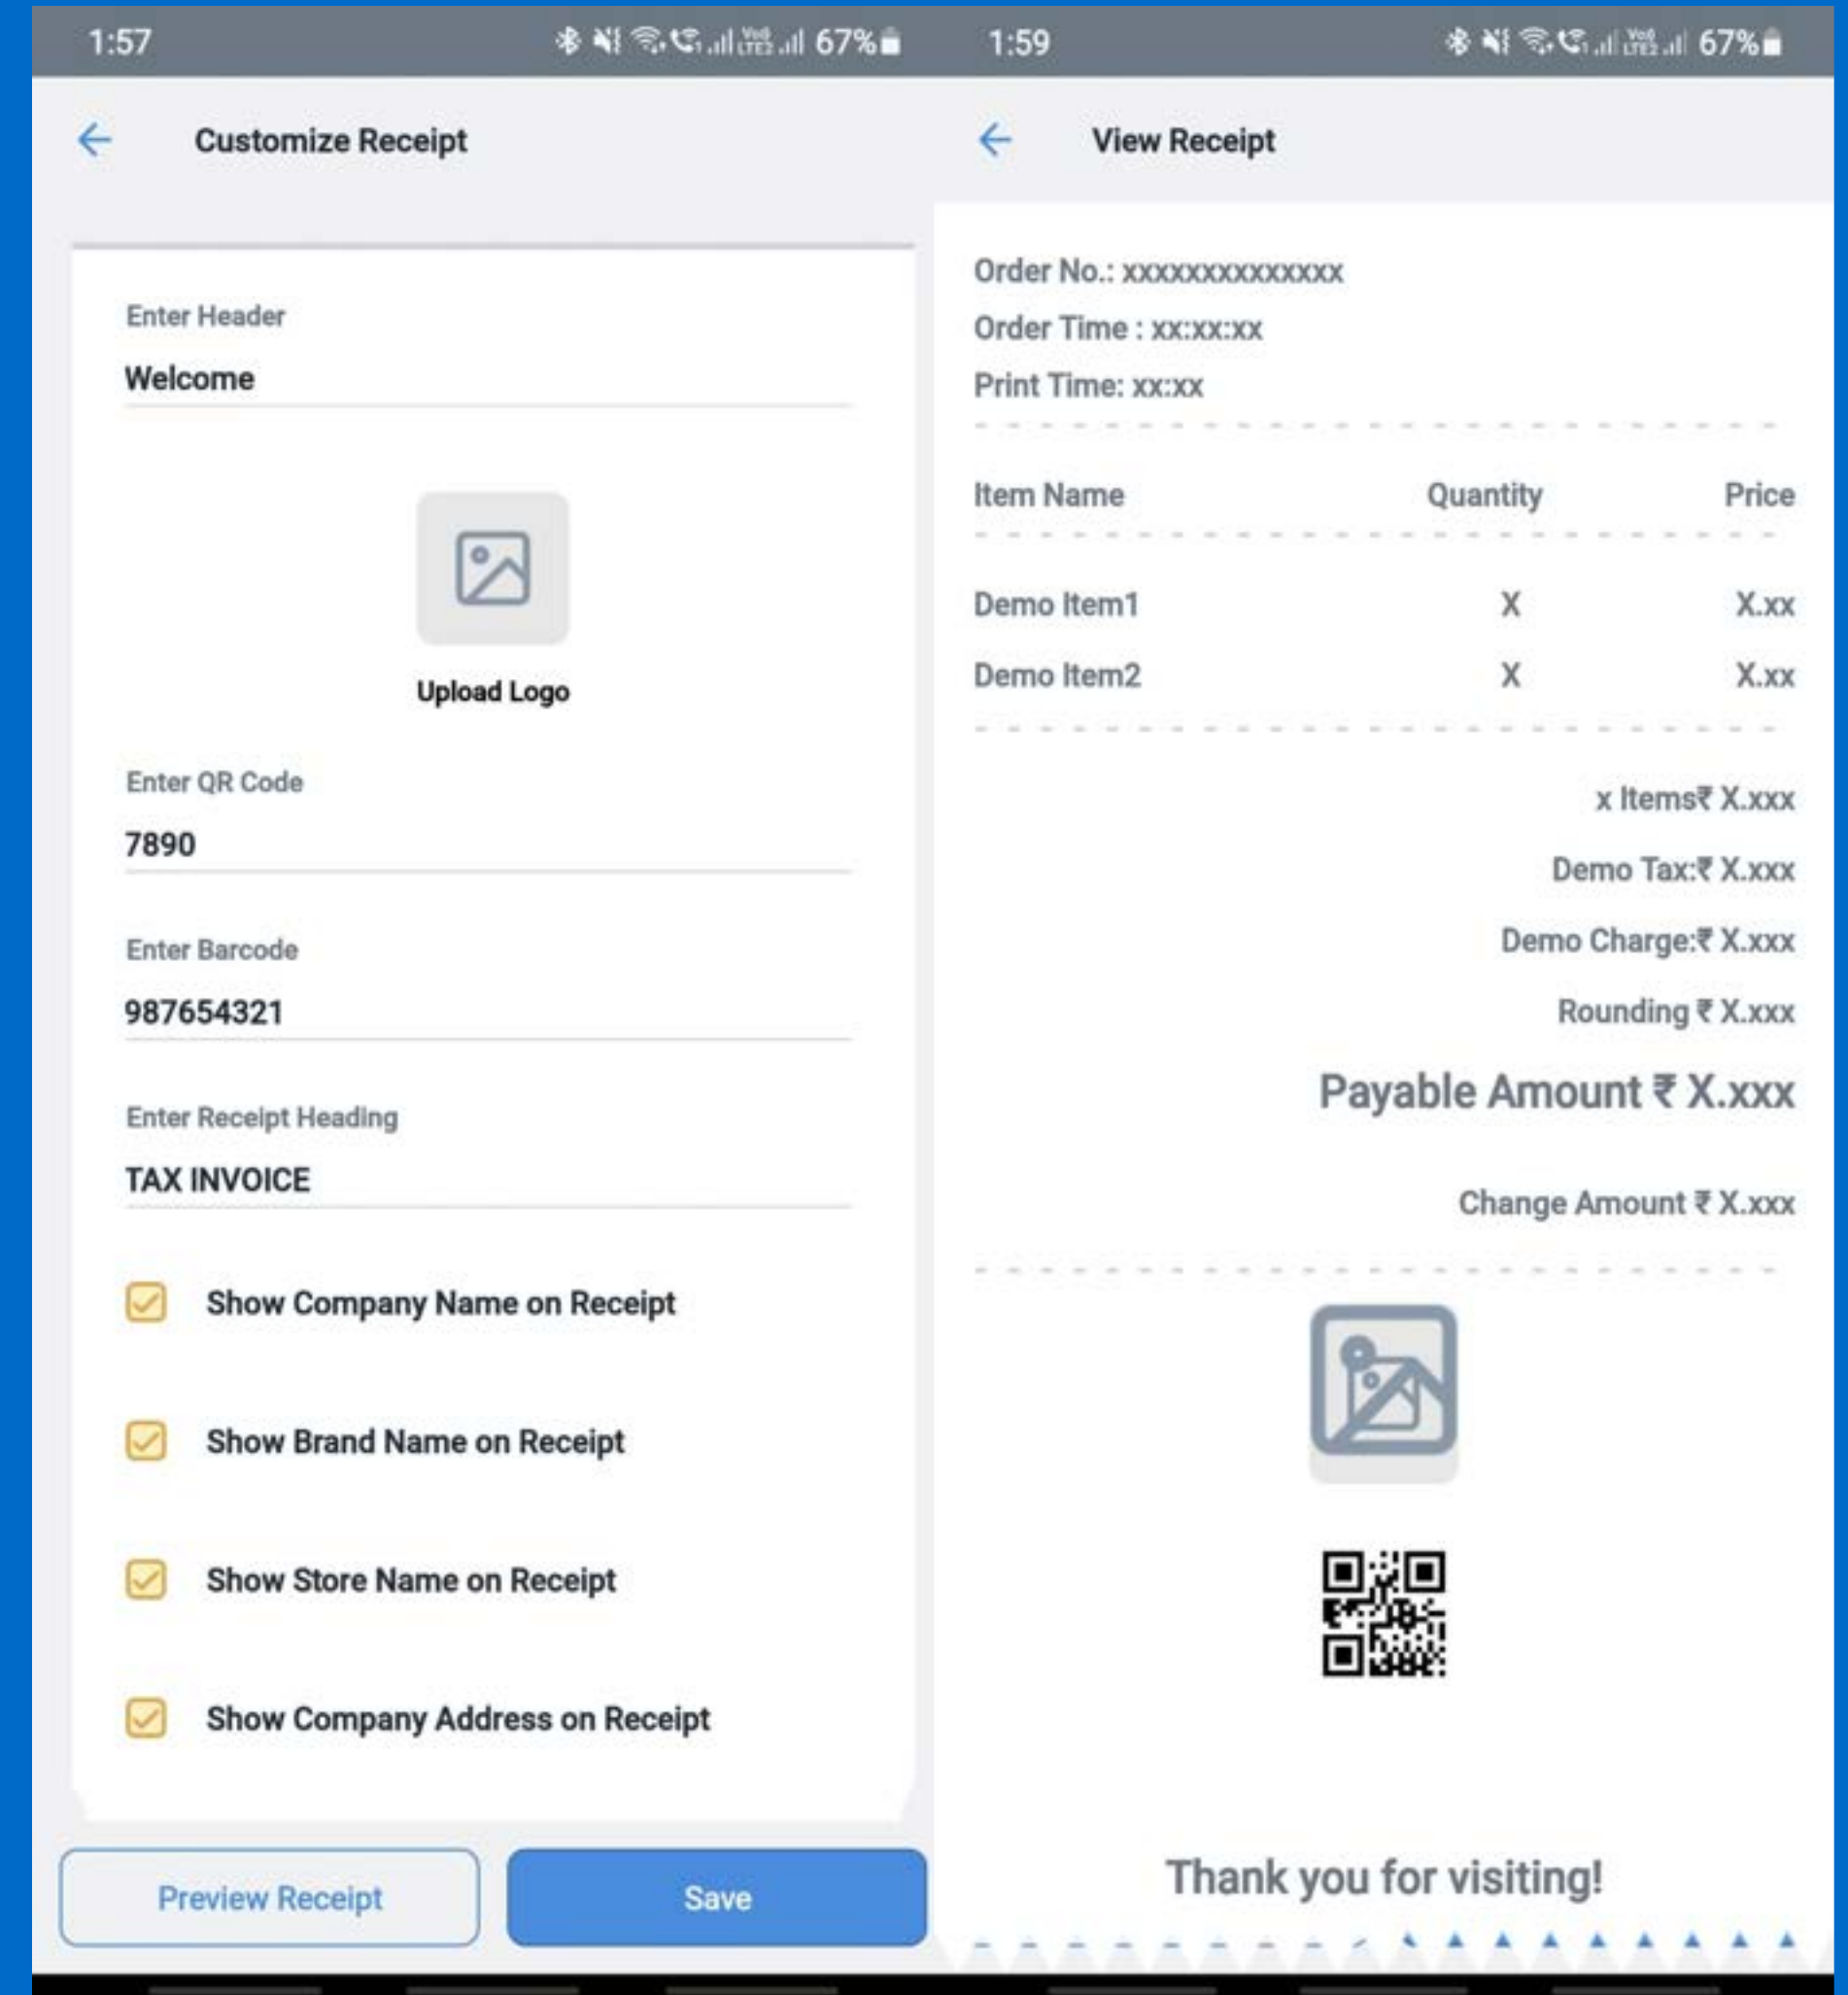 1:57
67%
Customize Receipt
Enter Header
Welcome
Upload Logo
Enter QR Code
7890
Enter Barcode
987654321
Enter Receipt Heading
TAX INVOICE
Show Company Name on Receipt
Show Brand Name on Receipt
Show Store Name on Receipt
Show Company Address on Receipt
Preview Receipt
Save
1:59
67%
View Receipt
Order No.: xxxxxxxxxxxxxx
Order Time : xx:xx:xx
Print Time: xx:xx
Item Name Quantity Price
Demo Item1 X X.xx
Demo Item2 X X.xx
x Items₹ X.xxx
Demo Tax:₹ X.xxx
Demo Charge:₹ X.xxx
Rounding ₹ X.xxx
Payable Amount ₹ X.xxx
Change Amount ₹ X.xxx
Thank you for visiting!